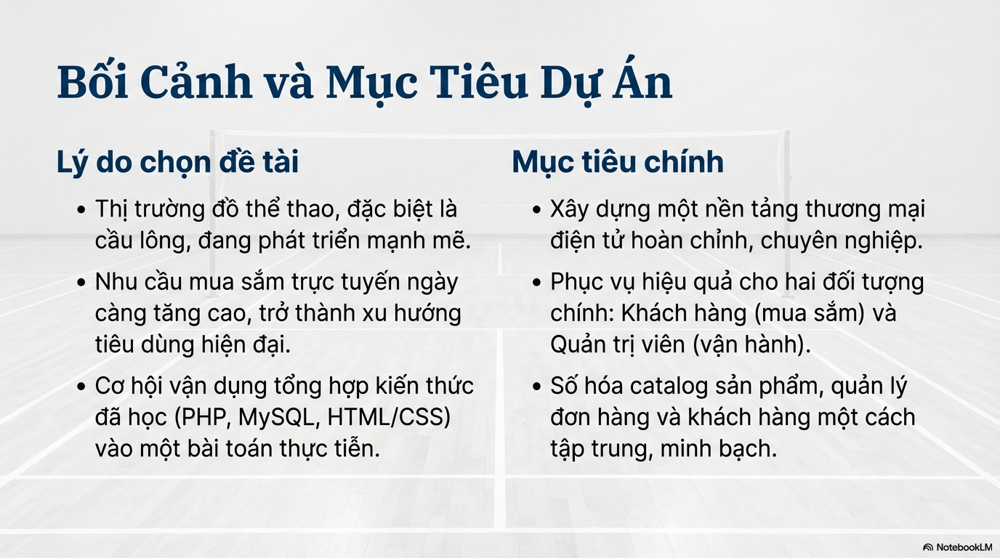 Bối Cảnh và Mục Tiêu Dự Án
Lý do chọn đề tài
• Thị trường đồ thể thao, đặc biệt là
cầu lông, đang phát triển mạnh mẽ.
• Nhu cầu mua sắm trực tuyến ngày
càng tăng cao, trở thành xu hướng
tiêu dùng hiện đại.
• Cơ hội vận dụng tổng hợp kiến thức
đã học (PHP, MySQL, HTML/CSS)
vào một bài toán thực tiễn.
Mục tiêu chính
• Xây dựng một nền tảng thương mại
điện tử hoàn chỉnh, chuyên nghiệp.
• Phục vụ hiệu quả cho hai đối tượng
chính: Khách hàng (mua sắm) và
Quản trị viên (vận hành).
• Số hóa catalog sản phẩm, quản lý
đơn hàng và khách hàng một cách
tập trung, minh bạch.
NotebookLM